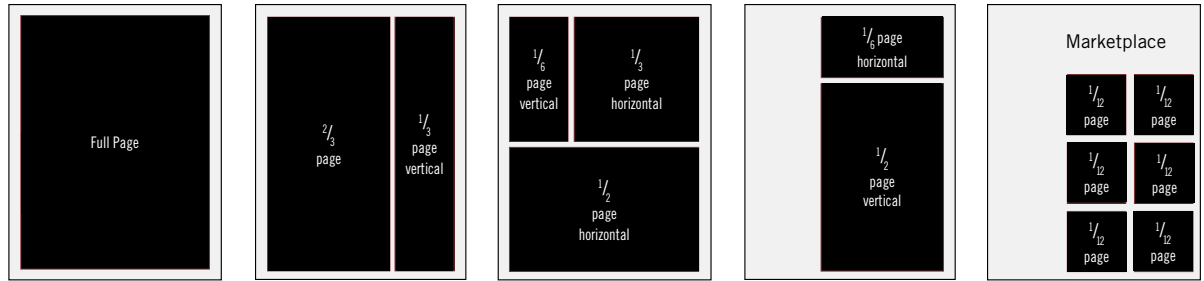 Full Page
2/3
page
1/3
page
vertical
1/6
page
vertical
1/3
page
horizontal
1/2
page
horizontal
1/6 page
horizontal
1/2
page
vertical
Marketplace
1/12
page
1/12
page
1/12
page
1/12
page
1/12
page
1/12
page